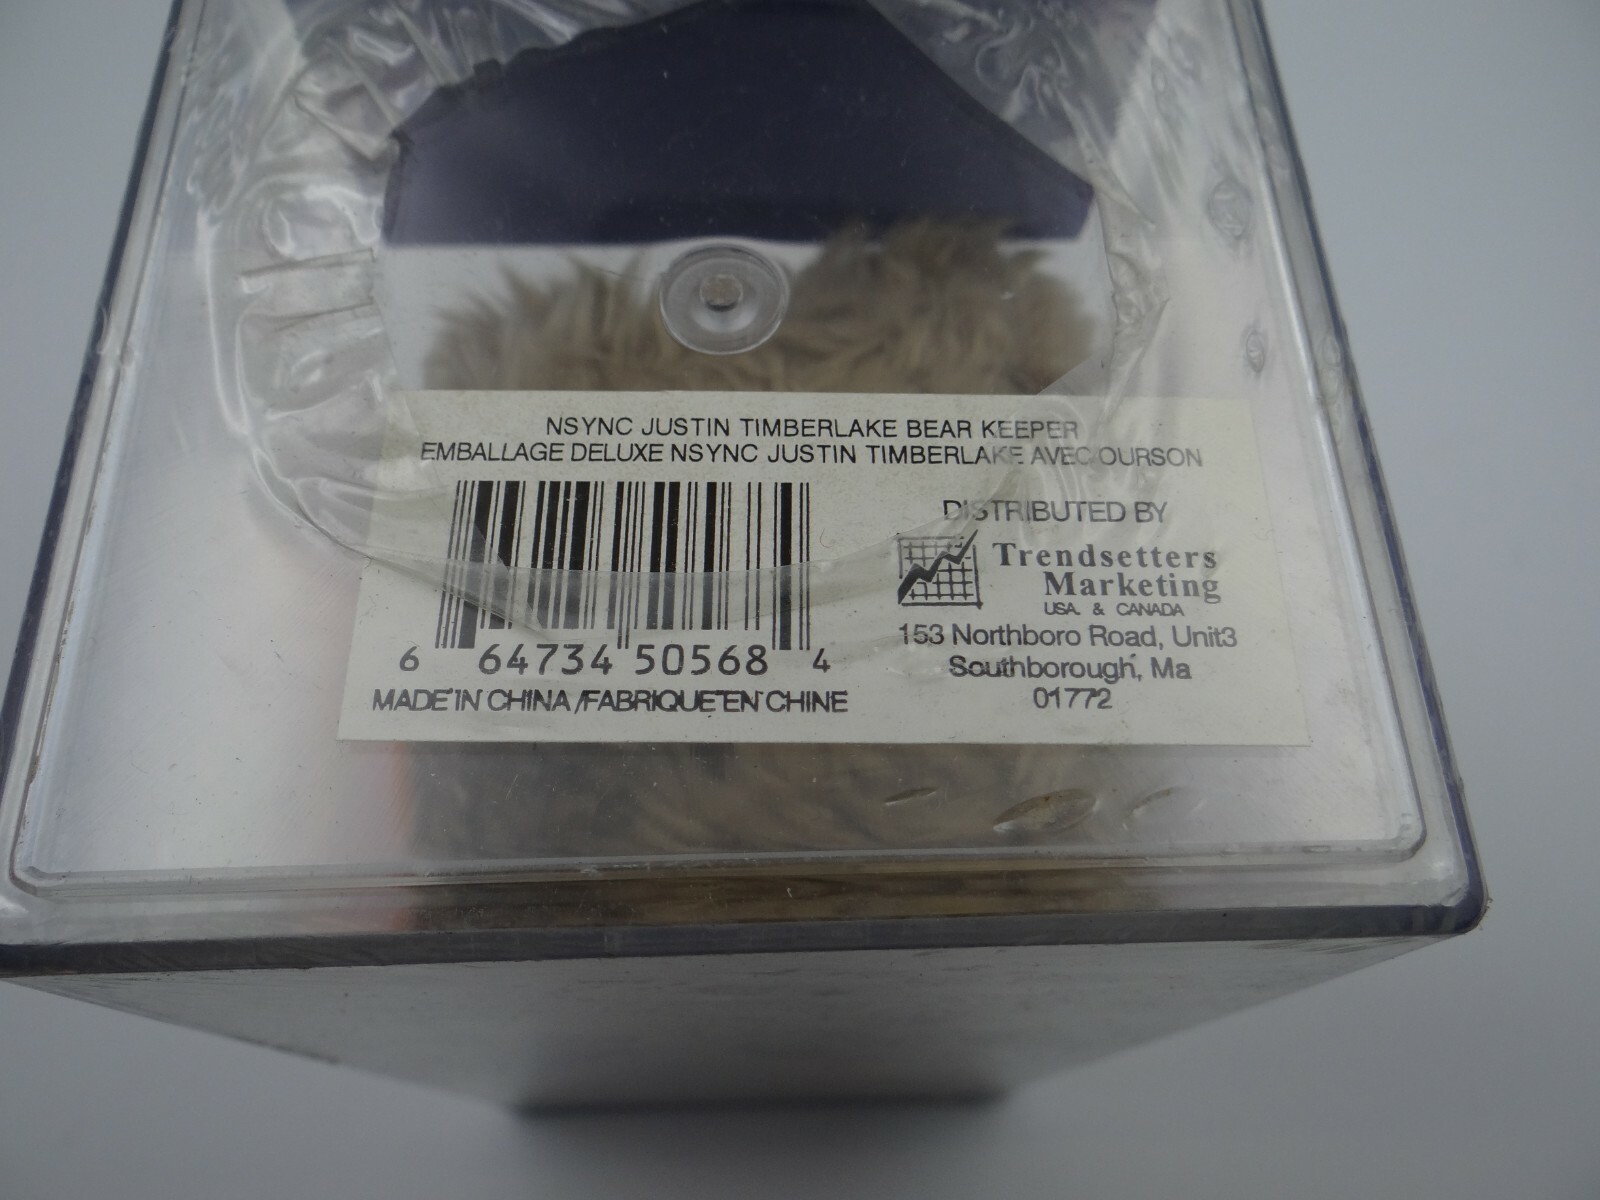 NSYNC JUSTIN TIMBERLAKE BEAR KEEPER
EMBALLAGE DELUXE NSYNC JUSTIN TIMBERLAKE AVEC OURSON
DISTRIBUTED BY
Trendsetters
Marketing
USA. & CANADA
153 Northboro Road, Unit3
Southborough, Ma
01772
6 64734 50568 4
MADE IN CHINA /FABRIQUE EN CHINE